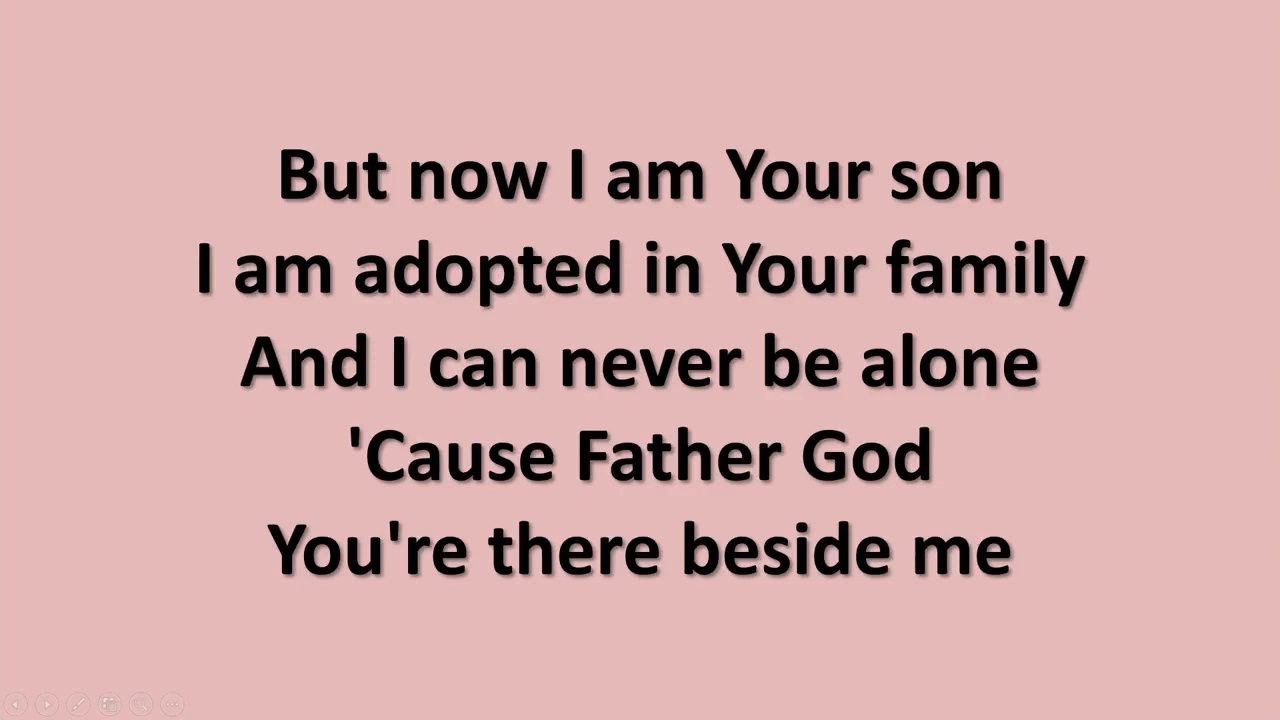 But now I am Your son
I am adopted in Your family
And I can never be alone
'Cause Father God
You're there beside me